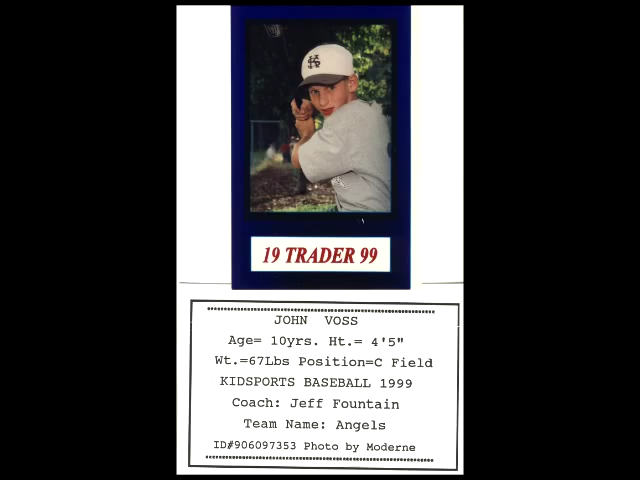 19 TRADER 99
JOHN VOSS
Age= 10yrs. Ht.= 4'5"
Wt.=67Lbs Position=C Field
KIDSPORTS BASEBALL 1999
Coach: Jeff Fountain
Team Name: Angels
ID#906097353 Photo by Moderne